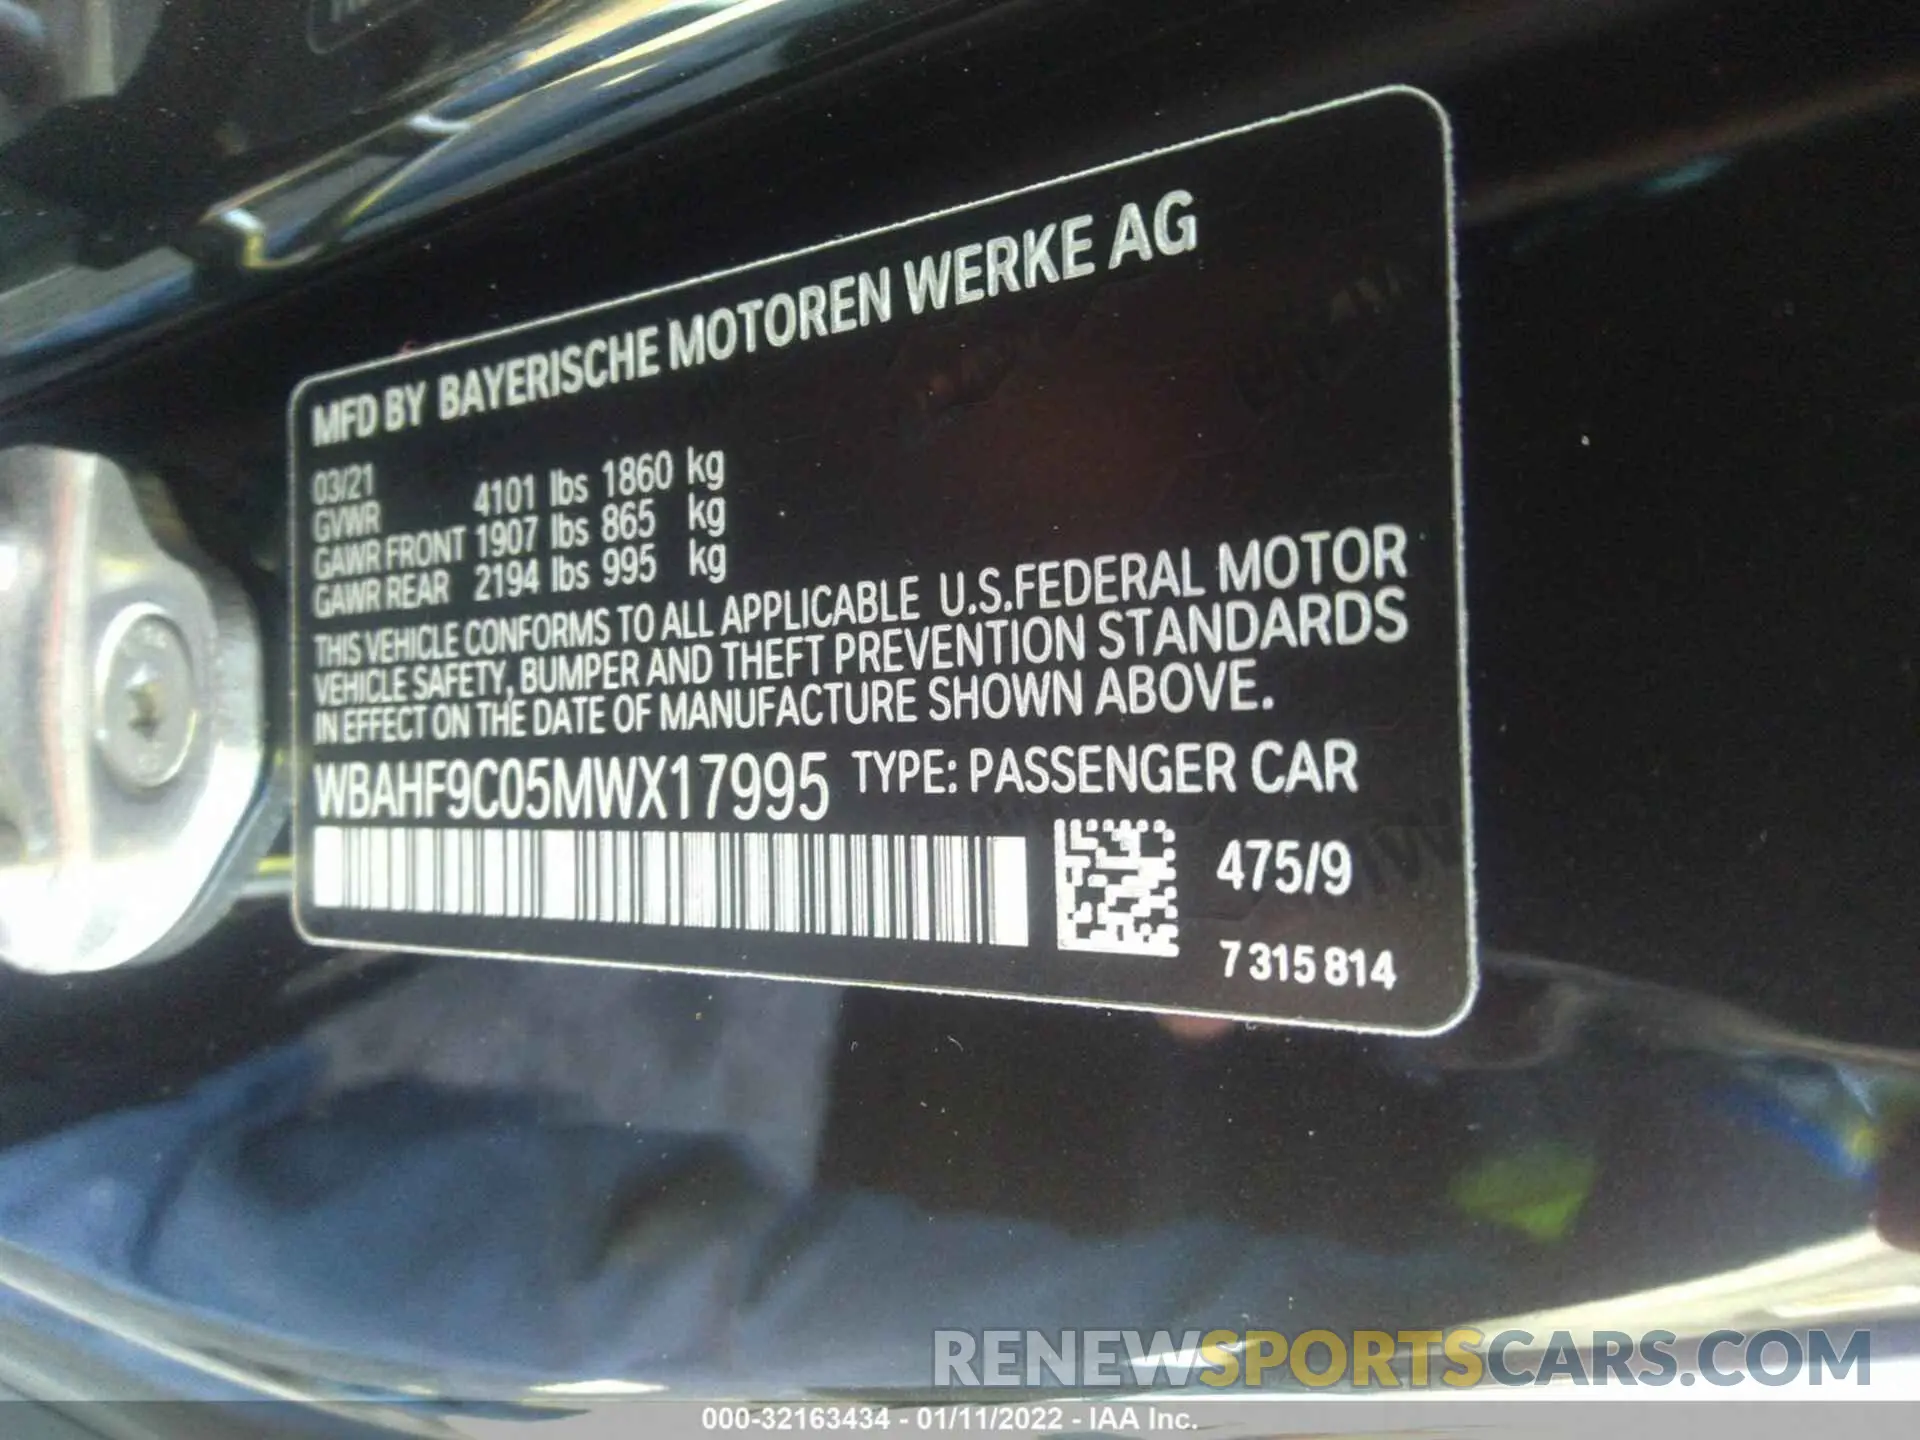 MFD BY BAYERISCHE MOTOREN WERKE AG
03/21
GVWR 4101 lbs 1860 kg
GAWR FRONT 1907 lbs 865 kg
GAWR REAR 2194 lbs 995 kg
THIS VEHICLE CONFORMS TO ALL APPLICABLE U.S.FEDERAL MOTOR
VEHICLE SAFETY, BUMPER AND THEFT PREVENTION STANDARDS
IN EFFECT ON THE DATE OF MANUFACTURE SHOWN ABOVE.
WBAHF9C05MWX17995 TYPE: PASSENGER CAR
475/9
7 315 814
RENEWSPORTSCARS.COM
000-32163434 - 01/11/2022 - IAA Inc.